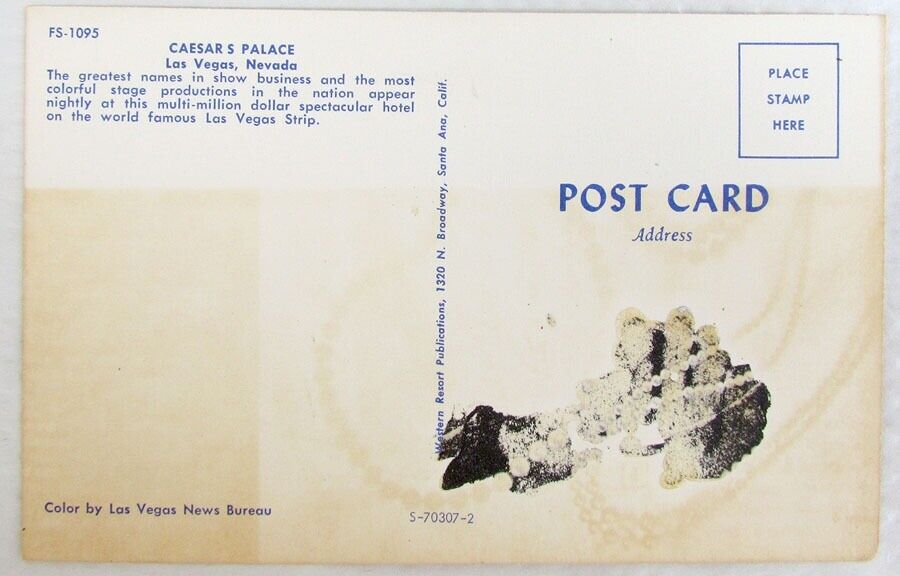 FS-1095
CAESAR S PALACE
Las Vegas, Nevada
The greatest names in show business and the most
colorful stage productions in the nation appear
nightly at this multi-million dollar spectacular hotel
on the world famous Las Vegas Strip.
Color by Las Vegas News Bureau
Western Resort Publications, 1320 N. Broadway, Santa Ana, Calif.
S-70307-2
PLACE
STAMP
HERE
POST CARD
Address